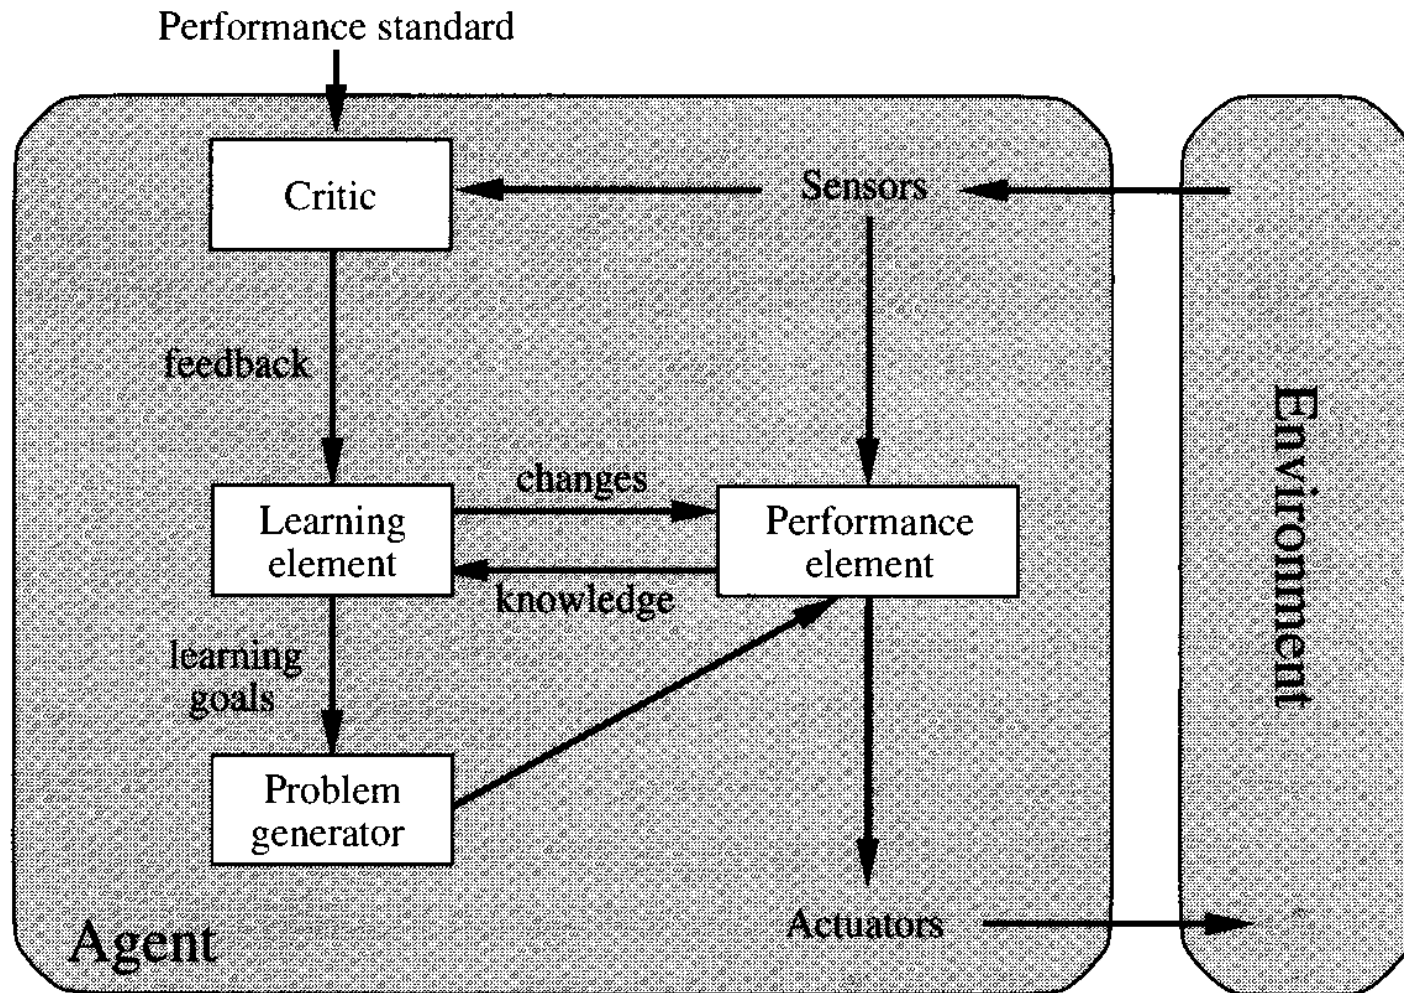 Performance standard
Critic
Sensors
feedback
changes
Learning
element
Performance
element
knowledge
learning
goals
Problem
generator
Agent
Actuators
Environment